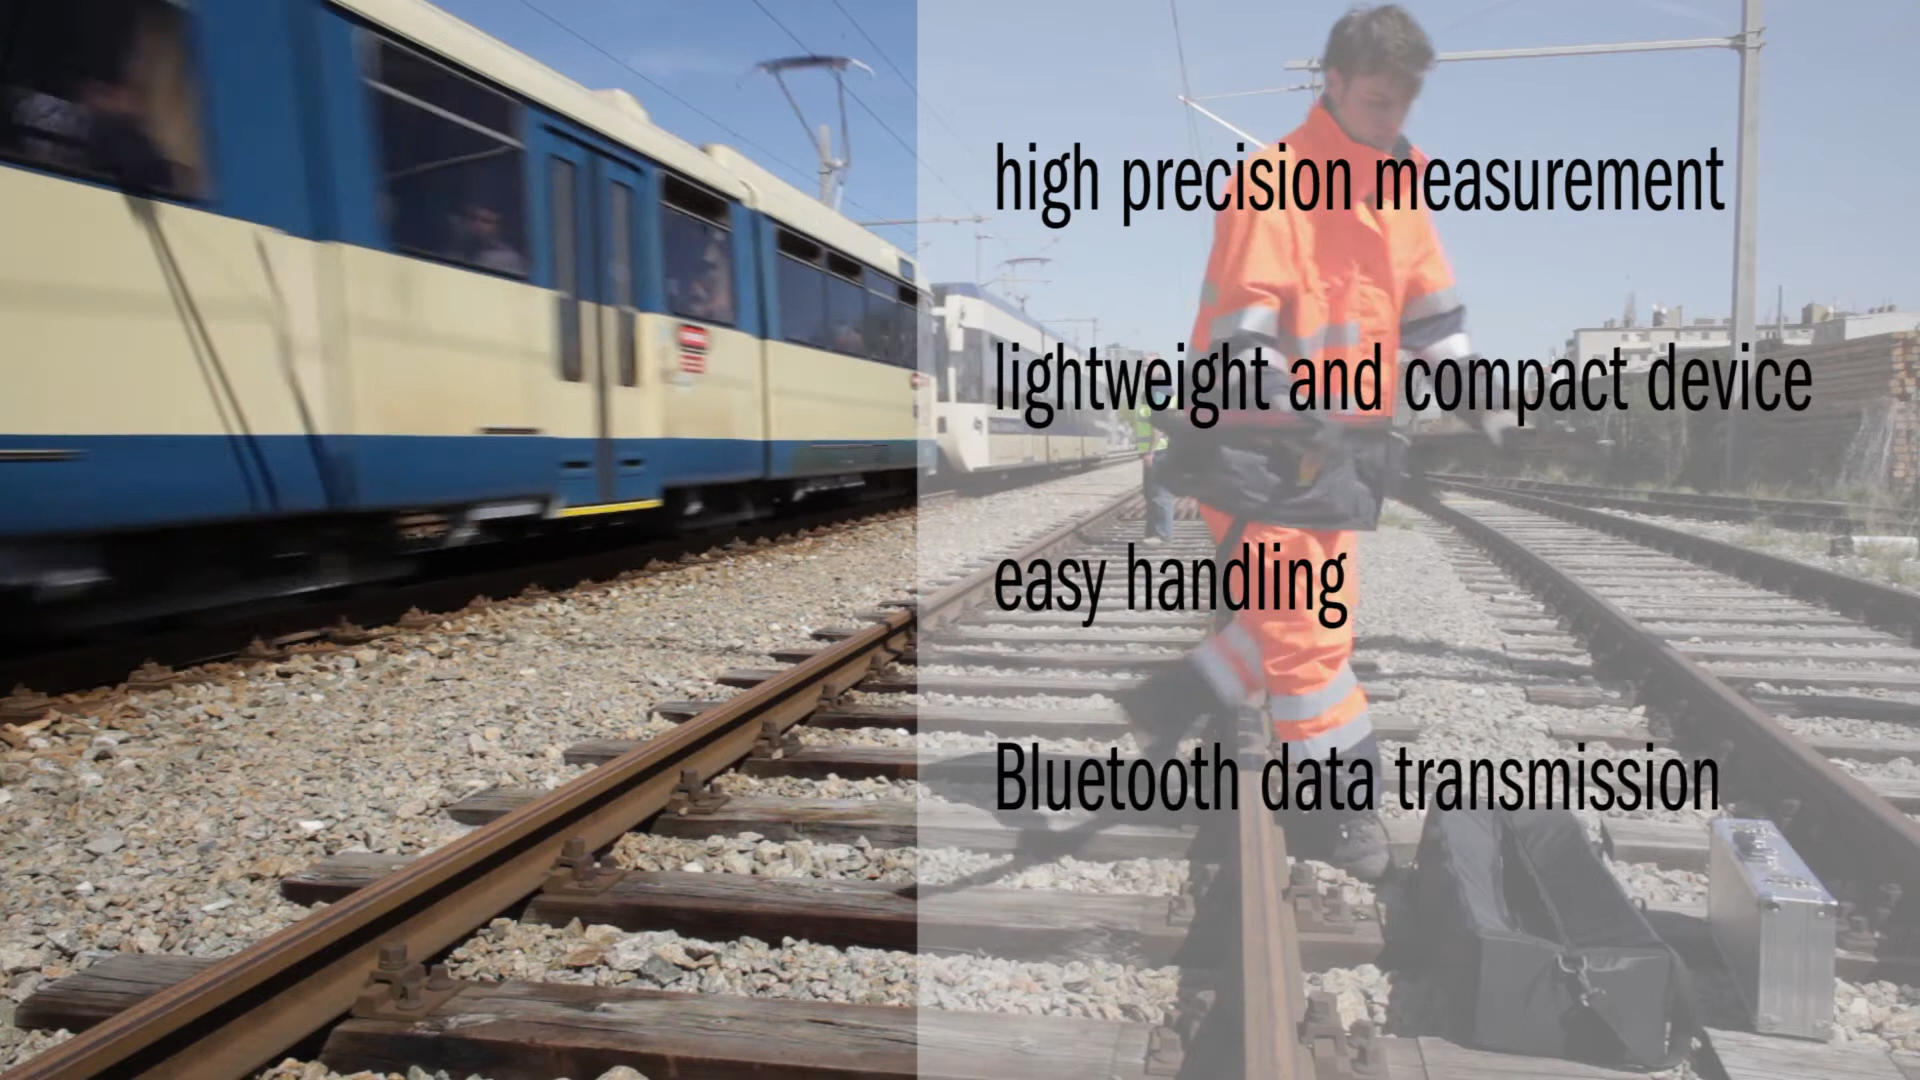 high precision measurement
lightweight and compact device
easy handling
Bluetooth data transmission